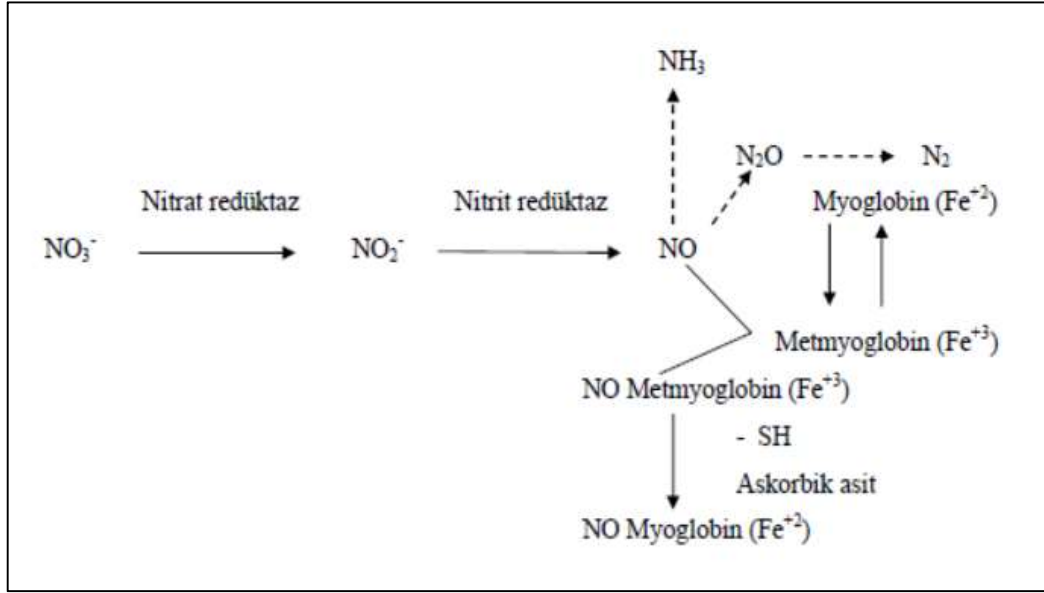 NH₃
N₂O
N₂
Nitrat redüktaz
Nitrit redüktaz
Myoglobin (Fe⁺²)
NO₃⁻
NO₂⁻
NO
Metmyoglobin (Fe⁺³)
NO Metmyoglobin (Fe⁺³)
- SH
Askorbik asit
NO Myoglobin (Fe⁺²)